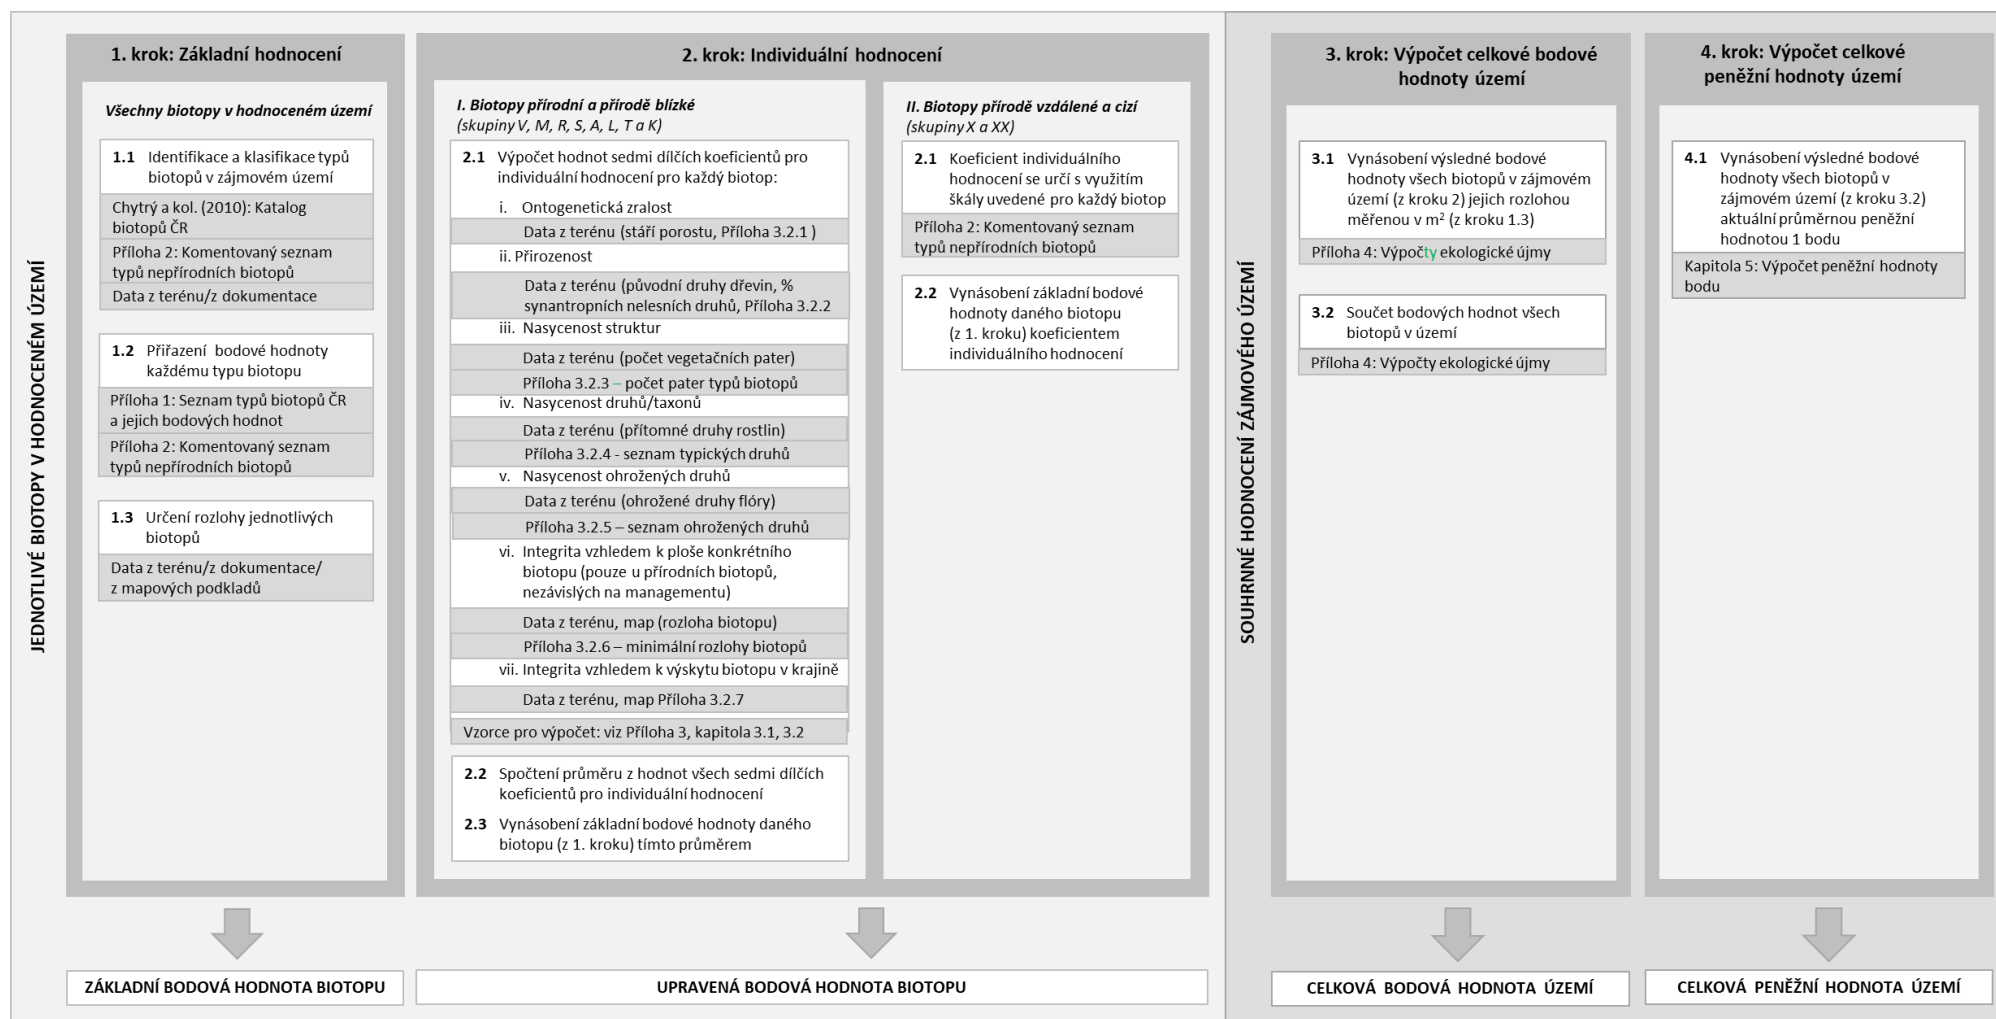 JEDNOTLIVÉ BIOTOPY V HODNOCENÉM ÚZEMÍ
1. krok: Základní hodnocení
Všechny biotopy v hodnoceném území
1.1 Identifikace a klasifikace typů
biotopů v zájmovém území
Chytrý a kol. (2010): Katalog
biotopů ČR
Příloha 2: Komentovaný seznam
typů nepřírodních biotopů
Data z terénu/z dokumentace
1.2 Přiřazení bodové hodnoty
každému typu biotopu
Příloha 1: Seznam typů biotopů ČR
a jejich bodových hodnot
Příloha 2: Komentovaný seznam
typů nepřírodních biotopů
1.3 Určení rozlohy jednotlivých
biotopů
Data z terénu/z dokumentace/
z mapových podkladů
ZÁKLADNÍ BODOVÁ HODNOTA BIOTOPU
2. krok: Individuální hodnocení
I. Biotopy přírodní a přírodě blízké
(skupiny V, M, R, S, A, L, T a K)
2.1 Výpočet hodnot sedmi dílčích koeficientů pro
individuální hodnocení pro každý biotop:
i. Ontogenetická zralost
Data z terénu (stáří porostu, Příloha 3.2.1 )
ii. Přirozenost
Data z terénu (původní druhy dřevin, %
synantropních nelesních druhů, Příloha 3.2.2
iii. Nasycenost struktur
Data z terénu (počet vegetačních pater)
Příloha 3.2.3 – počet pater typů biotopů
iv. Nasycenost druhů/taxonů
Data z terénu (přítomné druhy rostlin)
Příloha 3.2.4 - seznam typických druhů
v. Nasycenost ohrožených druhů
Data z terénu (ohrožené druhy flóry)
Příloha 3.2.5 – seznam ohrožených druhů
vi. Integrita vzhledem k ploše konkrétního
biotopu (pouze u přírodních biotopů,
nezávislých na managementu)
Data z terénu, map (rozloha biotopu)
Příloha 3.2.6 – minimální rozlohy biotopů
vii. Integrita vzhledem k výskytu biotopu v krajině
Data z terénu, map Příloha 3.2.7
Vzorce pro výpočet: viz Příloha 3, kapitola 3.1, 3.2
2.2 Spočtení průměru z hodnot všech sedmi dílčích
koeficientů pro individuální hodnocení
2.3 Vynásobení základní bodové hodnoty daného
biotopu (z 1. kroku) tímto průměrem
II. Biotopy přírodě vzdálené a cizí
(skupiny X a XX)
2.1 Koeficient individuálního
hodnocení se určí s využitím
škály uvedené pro každý biotop
Příloha 2: Komentovaný seznam
typů nepřírodních biotopů
2.2 Vynásobení základní bodové
hodnoty daného biotopu
(z 1. kroku) koeficientem
individuálního hodnocení
UPRAVENÁ BODOVÁ HODNOTA BIOTOPU
SOUHRNNÉ HODNOCENÍ ZÁJMOVÉHO ÚZEMÍ
3. krok: Výpočet celkové bodové
hodnoty území
3.1 Vynásobení výsledné bodové
hodnoty všech biotopů v zájmovém
území (z kroku 2) jejich rozlohou
měřenou v m² (z kroku 1.3)
Příloha 4: Výpočty ekologické újmy
3.2 Součet bodových hodnot všech
biotopů v území
Příloha 4: Výpočty ekologické újmy
CELKOVÁ BODOVÁ HODNOTA ÚZEMÍ
4. krok: Výpočet celkové
peněžní hodnoty území
4.1 Vynásobení výsledné bodové
hodnoty všech biotopů v
zájmovém území (z kroku 3.2)
aktuální průměrnou peněžní
hodnotou 1 bodu
Kapitola 5: Výpočet peněžní hodnoty
bodu
CELKOVÁ PENĚŽNÍ HODNOTA ÚZEMÍ